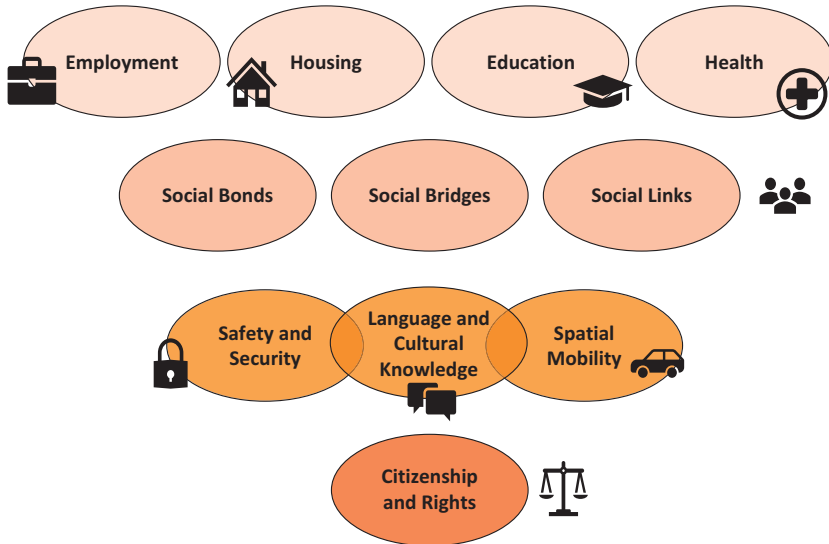 Employment
Housing
Education
Health
Social Bonds
Social Bridges
Social Links
Safety and
Security
Language and
Cultural
Knowledge
Spatial
Mobility
Citizenship
and Rights